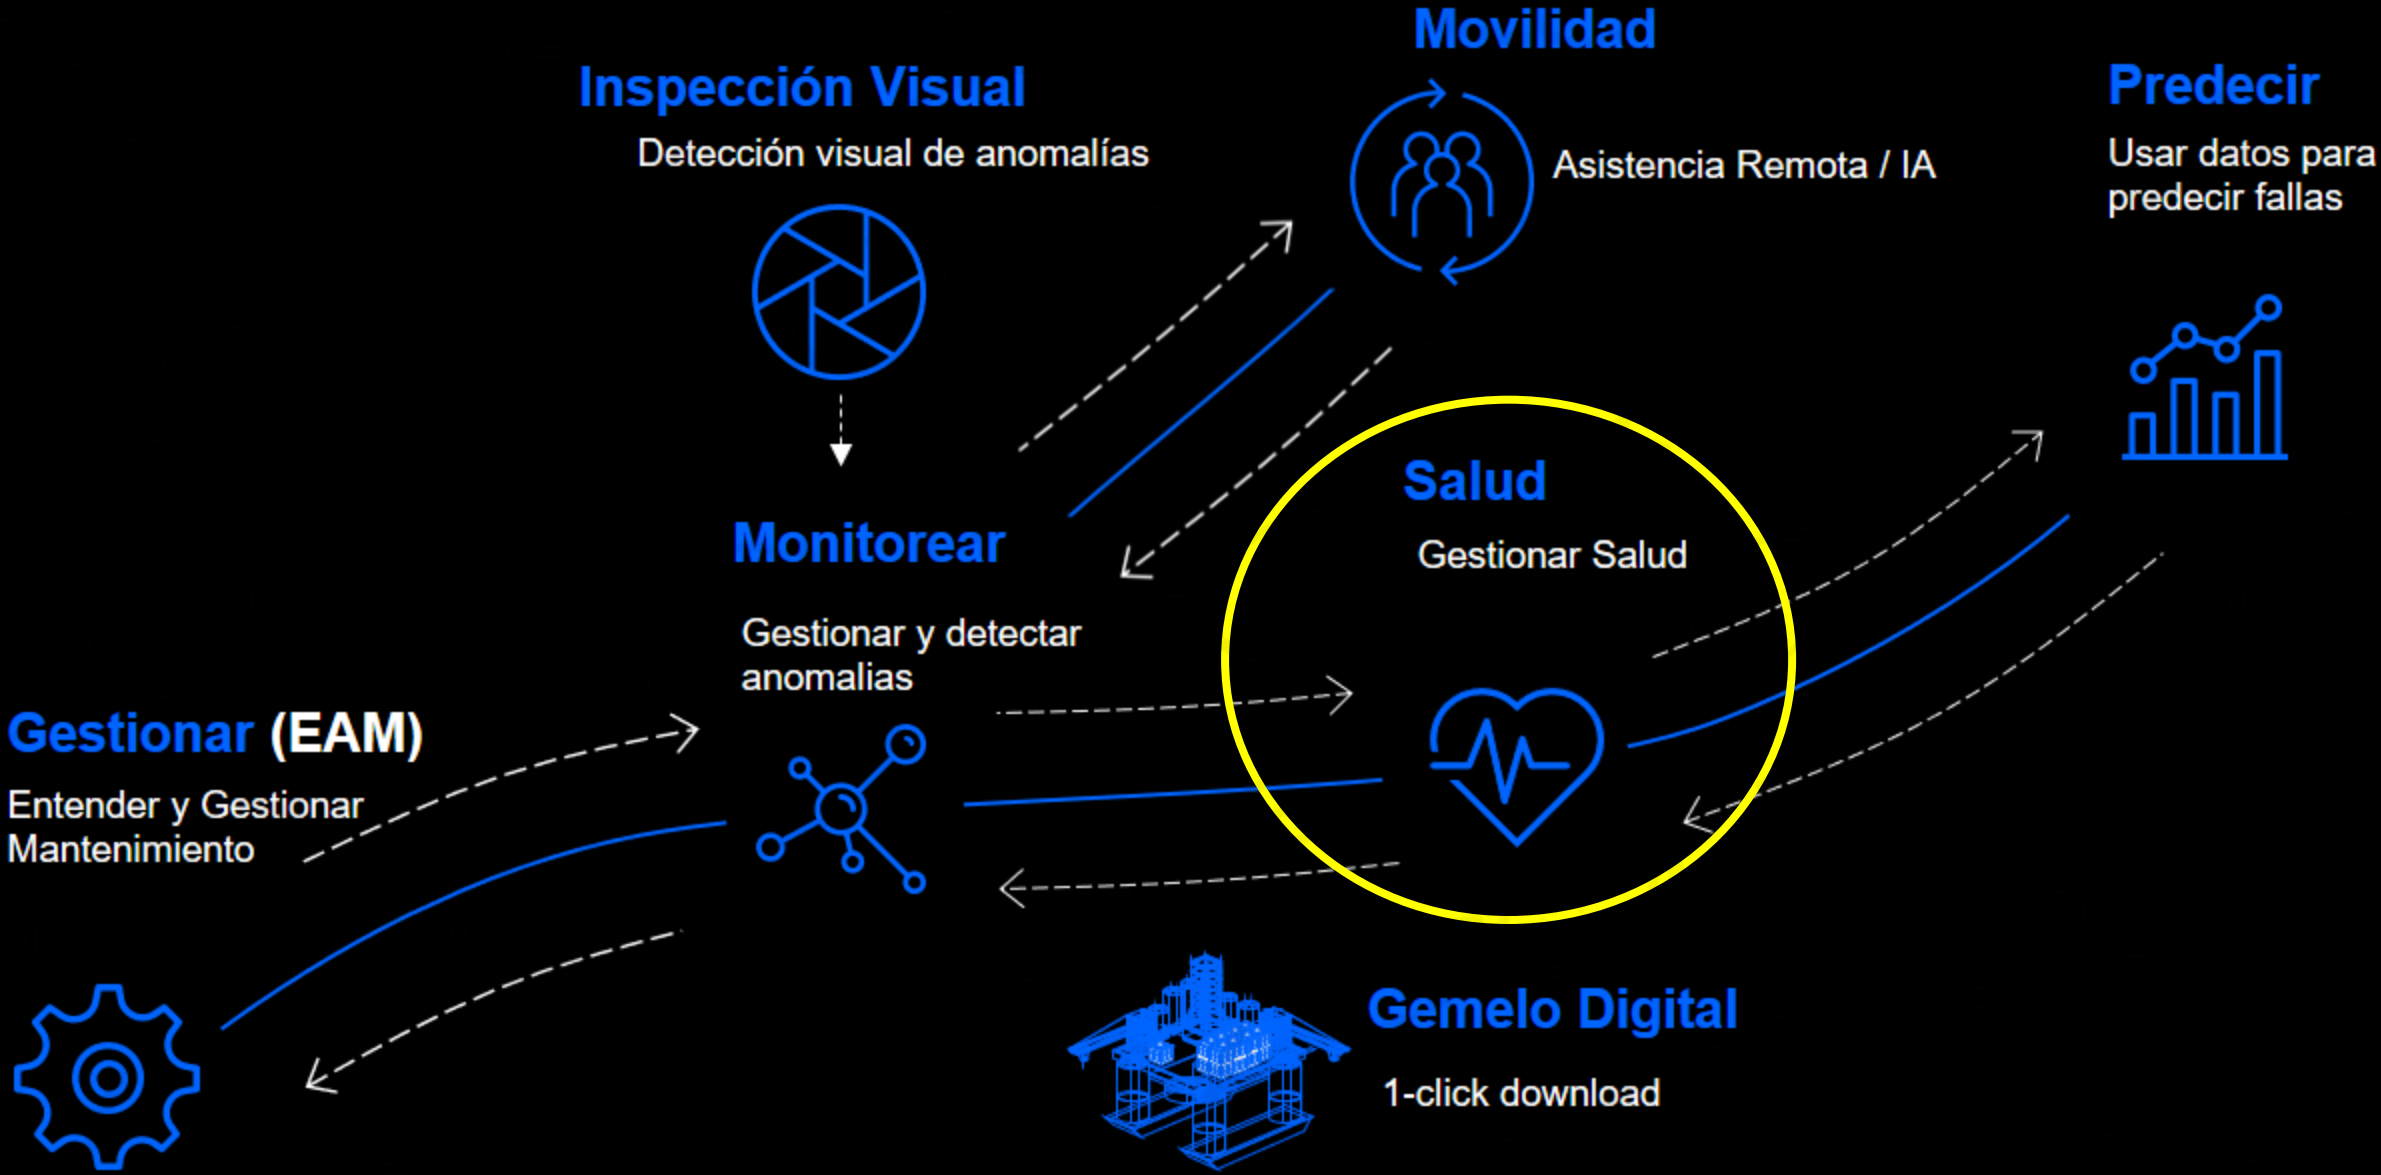 Movilidad
Asistencia Remota / IA
Inspección Visual
Detección visual de anomalías
Predecir
Usar datos para
predecir fallas
Salud
Gestionar Salud
Monitorear
Gestionar y detectar
anomalias
Gestionar (EAM)
Entender y Gestionar
Mantenimiento
Gemelo Digital
1-click download